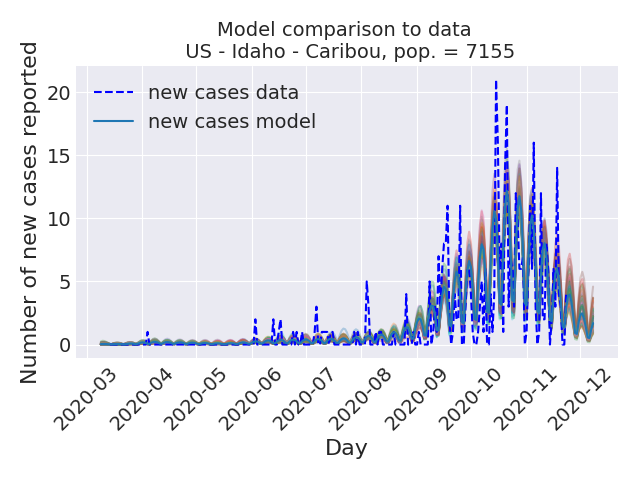 Model comparison to data
US - Idaho - Caribou, pop. = 7155
Number of new cases reported
20
15
10
5
0
new cases data
new cases model
2020-03
2020-04
2020-05
2020-06
2020-07
2020-08
2020-09
2020-10
2020-11
2020-12
Day